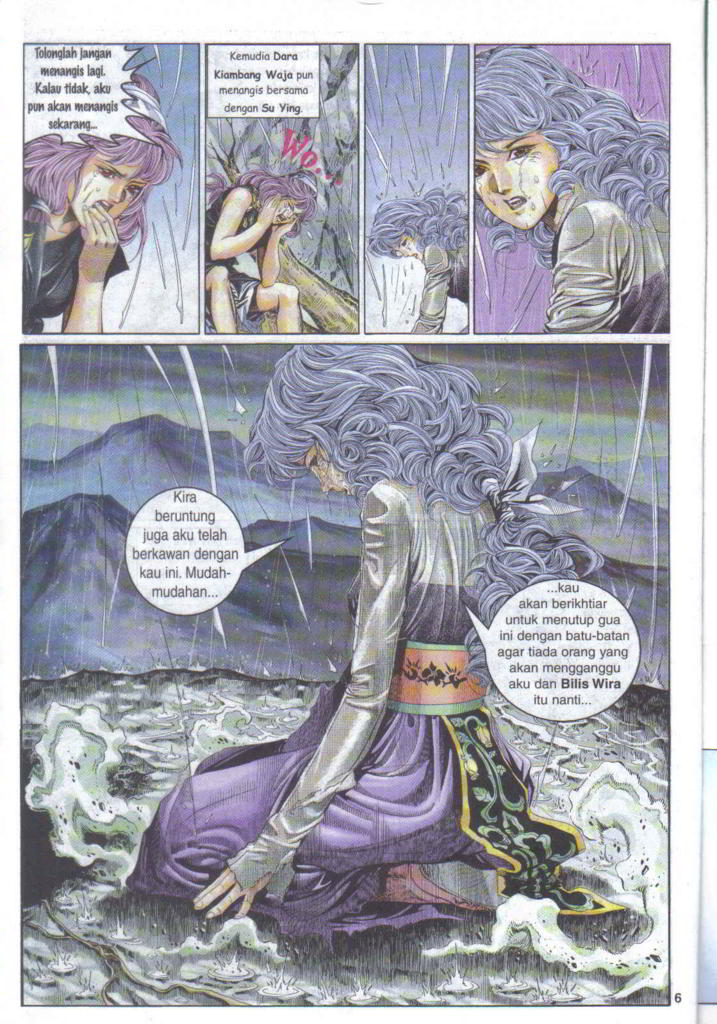 Tolonglah jangan
menangis lagi.
Kalau tidak, aku
pun akan menangis
sekarang...
Kemudia Dara
Kiambang Waja pun
menangis bersama
dengan Su Ying.
Wo...
Kira
beruntung
juga aku telah
berkawan dengan
kau ini. Mudah-
mudahan...
...kau
akan berikhtiar
untuk menutup gua
ini dengan batu-batan
agar tiada orang yang
akan mengganggu
aku dan Bilis Wira
itu nanti...
6